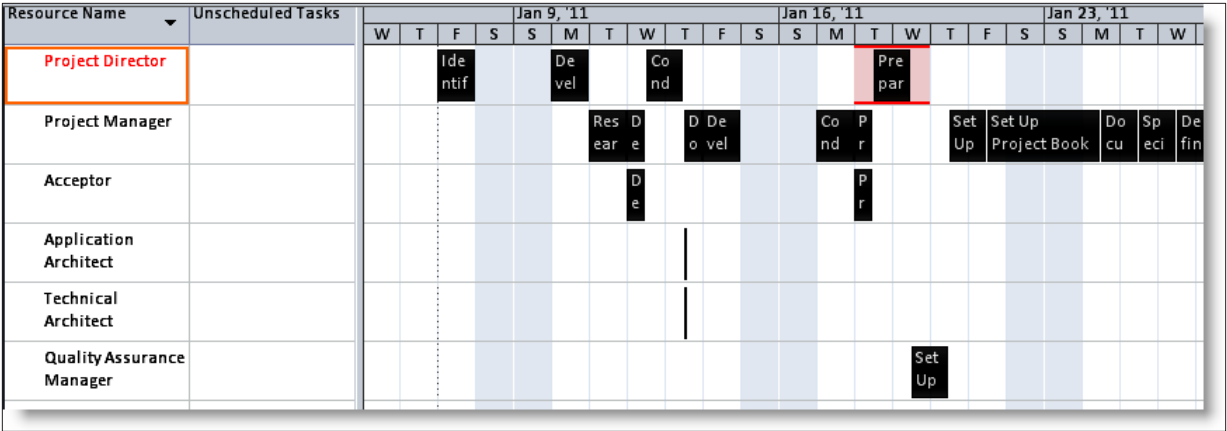 Resource Name Unscheduled Tasks Jan 9, '11 Jan 16, '11 Jan 23, '11
W T F S S M T W T F S S M T W T F S S M T W
Project Director Ide De Co Pre
ntif vel nd par
Project Manager Res D D De Co P Set Set Up Do Sp De
ear e o vel nd r Up Project Book cu eci fin
Acceptor D P
e r
Application
Architect
Technical
Architect
Quality Assurance Set
Manager Up